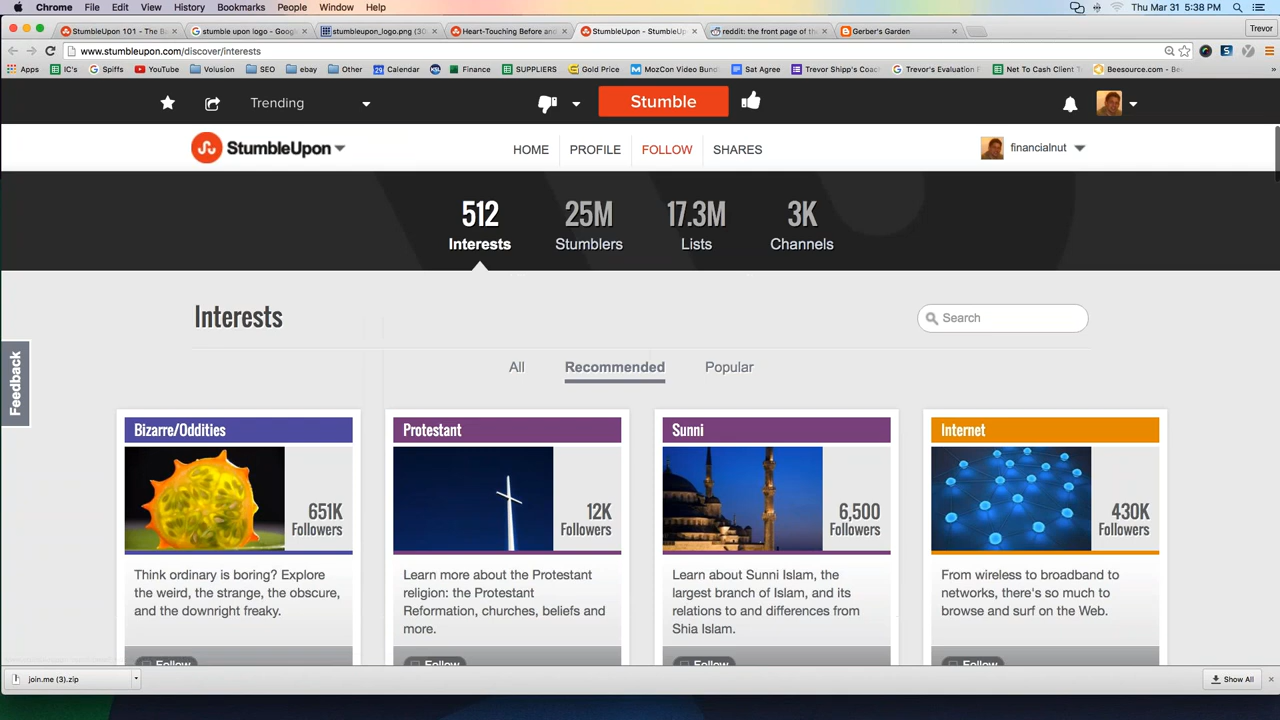 Chrome File Edit View History Bookmarks People Window Help Thu Mar 31 5:38 PM
StumbleUpon 101 - The B stumble upon logo - Goog stumbleupon_logo.png (30 Heart-Touching Before an StumbleUpon - StumbleUp reddit: the front page of th Gerber's Garden Trevor
www.stumbleupon.com/discover/interests
Apps IC's Spiffs YouTube Volusion SEO ebay Other Calendar Finance SUPPLIERS Gold Price MozCon Video Bund Sat Agree Trevor Shipp's Coac Trevor's Evaluation F Net To Cash Client T Beesource.com - Bee
Trending Stumble
StumbleUpon HOME PROFILE FOLLOW SHARES financialnut
512 25M 17.3M 3K
Interests Stumblers Lists Channels
Interests Search
Feedback
All Recommended Popular
Bizarre/Oddities
651K
Followers
Think ordinary is boring? Explore
the weird, the strange, the obscure,
and the downright freaky.
Follow
Protestant
12K
Followers
Learn more about the Protestant
religion: the Protestant
Reformation, churches, beliefs and
more.
Follow
Sunni
6,500
Followers
Learn about Sunni Islam, the
largest branch of Islam, and its
relations to and differences from
Shia Islam.
Follow
Internet
430K
Followers
From wireless to broadband to
networks, there's so much to
browse and surf on the Web.
Follow
join.me (3).zip Show All